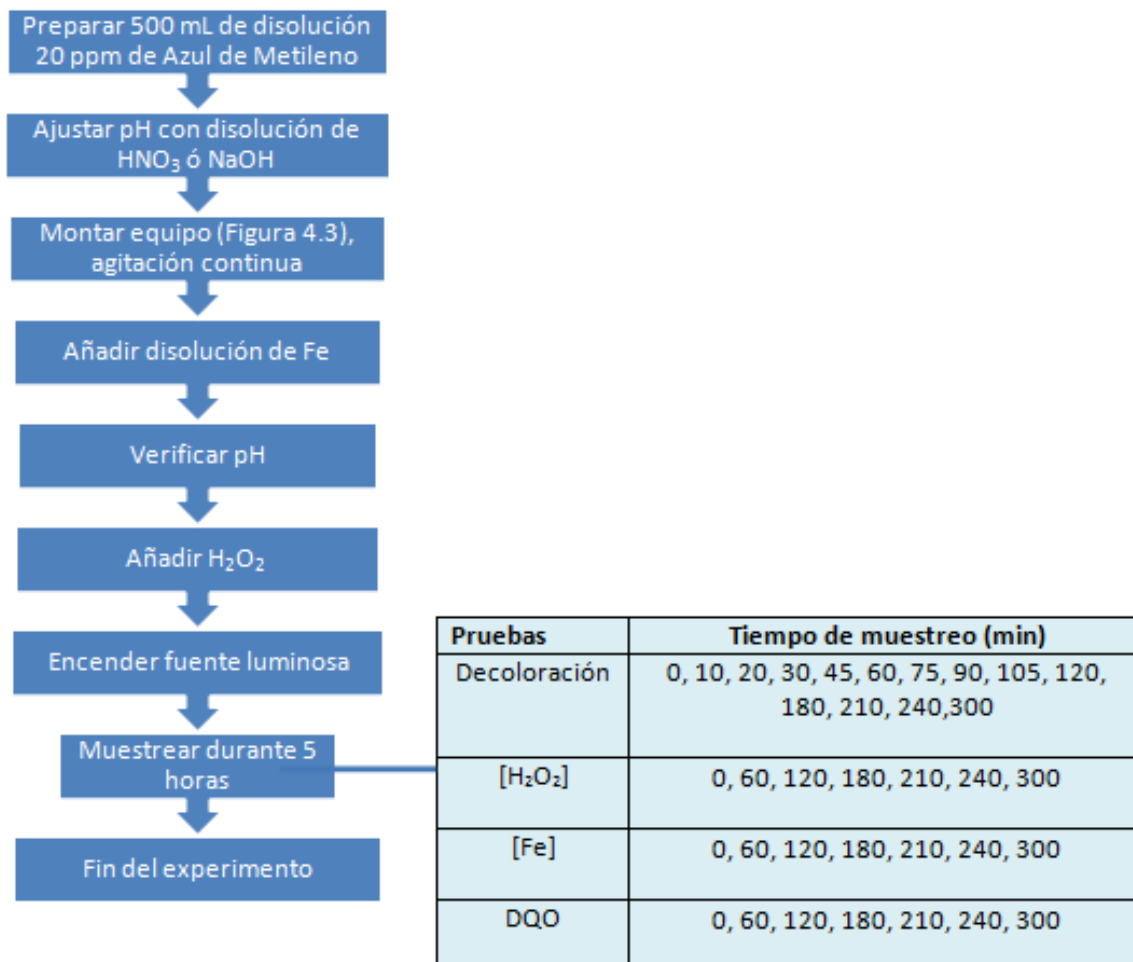 Preparar 500 mL de disolución
20 ppm de Azul de Metileno
Ajustar pH con disolución de
HNO₃ ó NaOH
Montar equipo (Figura 4.3),
agitación continua
Añadir disolución de Fe
Verificar pH
Añadir H₂O₂
Encender fuente luminosa
Muestrear durante 5
horas
Fin del experimento
Pruebas Tiempo de muestreo (min)
Decoloración 0, 10, 20, 30, 45, 60, 75, 90, 105, 120,
180, 210, 240,300
[H₂O₂] 0, 60, 120, 180, 210, 240, 300
[Fe] 0, 60, 120, 180, 210, 240, 300
DQO 0, 60, 120, 180, 210, 240, 300